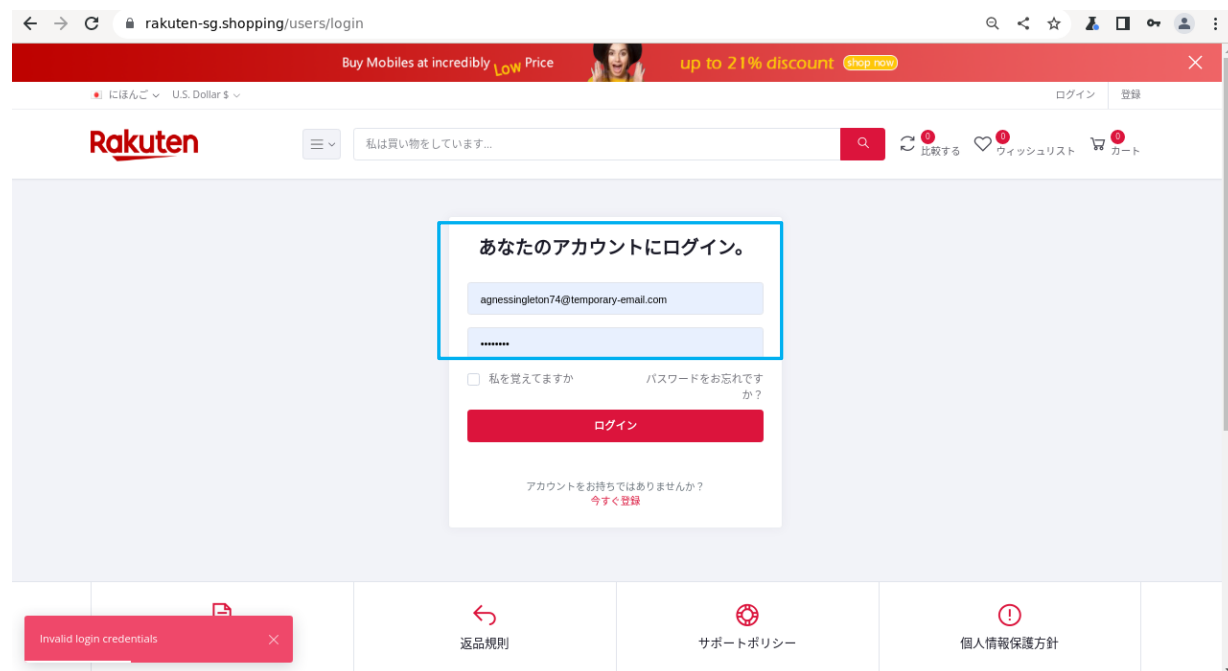 rakuten-sg.shopping/users/login
Buy Mobiles at incredibly Low Price up to 21% discount shop now
にほんご U.S. Dollar $ ログイン 登録
Rakuten 私は買い物をしています... 0 比較する 0 ウィッシュリスト 0 カート
あなたのアカウントにログイン。
agnessingleton74@temporary-email.com
••••••••
私を覚えてますか パスワードをお忘れです
か？
ログイン
アカウントをお持ちではありませんか？
今すぐ登録
Invalid login credentials
返品規則 サポートポリシー 個人情報保護方針